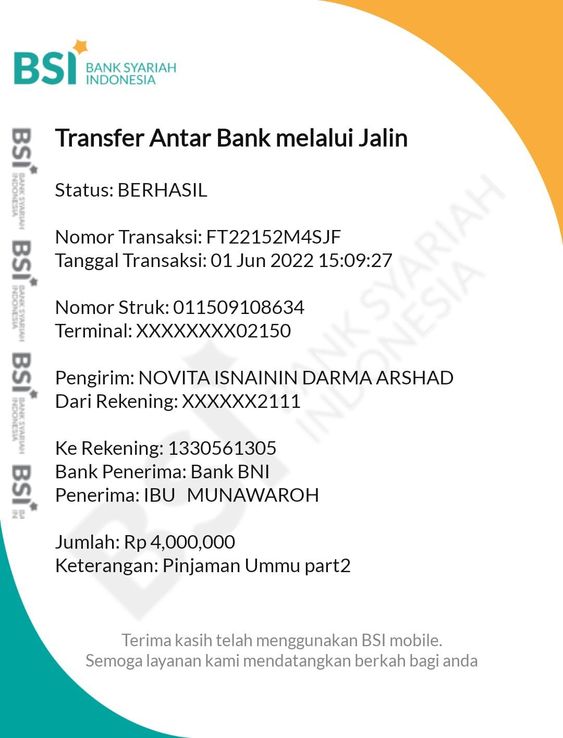 BSI BANK SYARIAH
INDONESIA
Transfer Antar Bank melalui Jalin
Status: BERHASIL
Nomor Transaksi: FT22152M4SJF
Tanggal Transaksi: 01 Jun 2022 15:09:27
Nomor Struk: 011509108634
Terminal: XXXXXXXX02150
Pengirim: NOVITA ISNAININ DARMA ARSHAD
Dari Rekening: XXXXXX2111
Ke Rekening: 1330561305
Bank Penerima: Bank BNI
Penerima: IBU MUNAWAROH
Jumlah: Rp 4,000,000
Keterangan: Pinjaman Ummu part2
Terima kasih telah menggunakan BSI mobile.
Semoga layanan kami mendatangkan berkah bagi anda
BSI BANK SYARIAH
INDONESIA
BSI BANK SYARIAH
INDONESIA
BSI BANK SYARIAH
INDONESIA
BSI BANK SYARIAH
INDONESIA
BSI